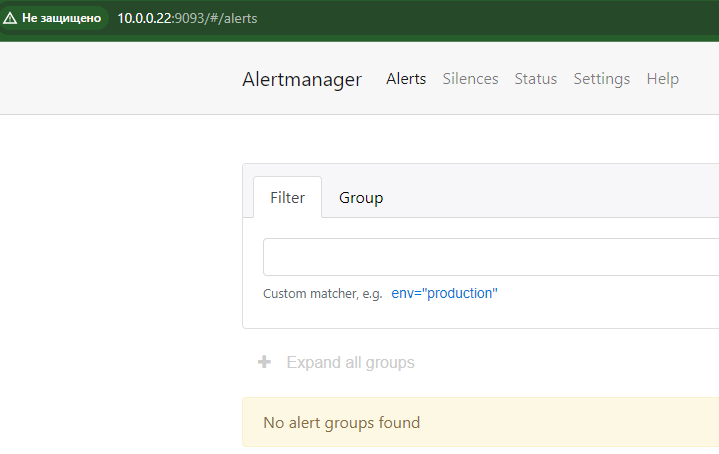 Не защищено 10.0.0.22:9093/#/alerts
Alertmanager Alerts Silences Status Settings Help
Filter Group
Custom matcher, e.g. env="production"
Expand all groups
No alert groups found